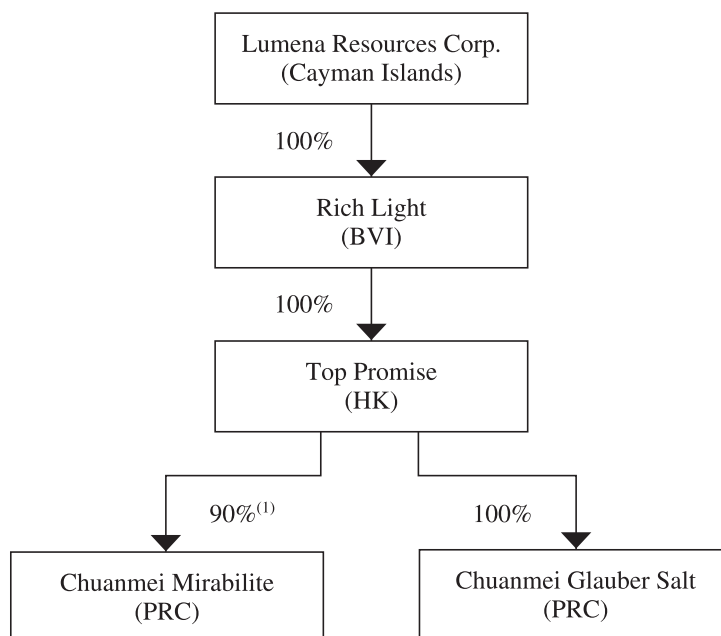 Lumena Resources Corp.
(Cayman Islands)
100%
Rich Light
(BVI)
100%
Top Promise
(HK)
90%(1)
100%
Chuanmei Mirabilite
(PRC)
Chuanmei Glauber Salt
(PRC)